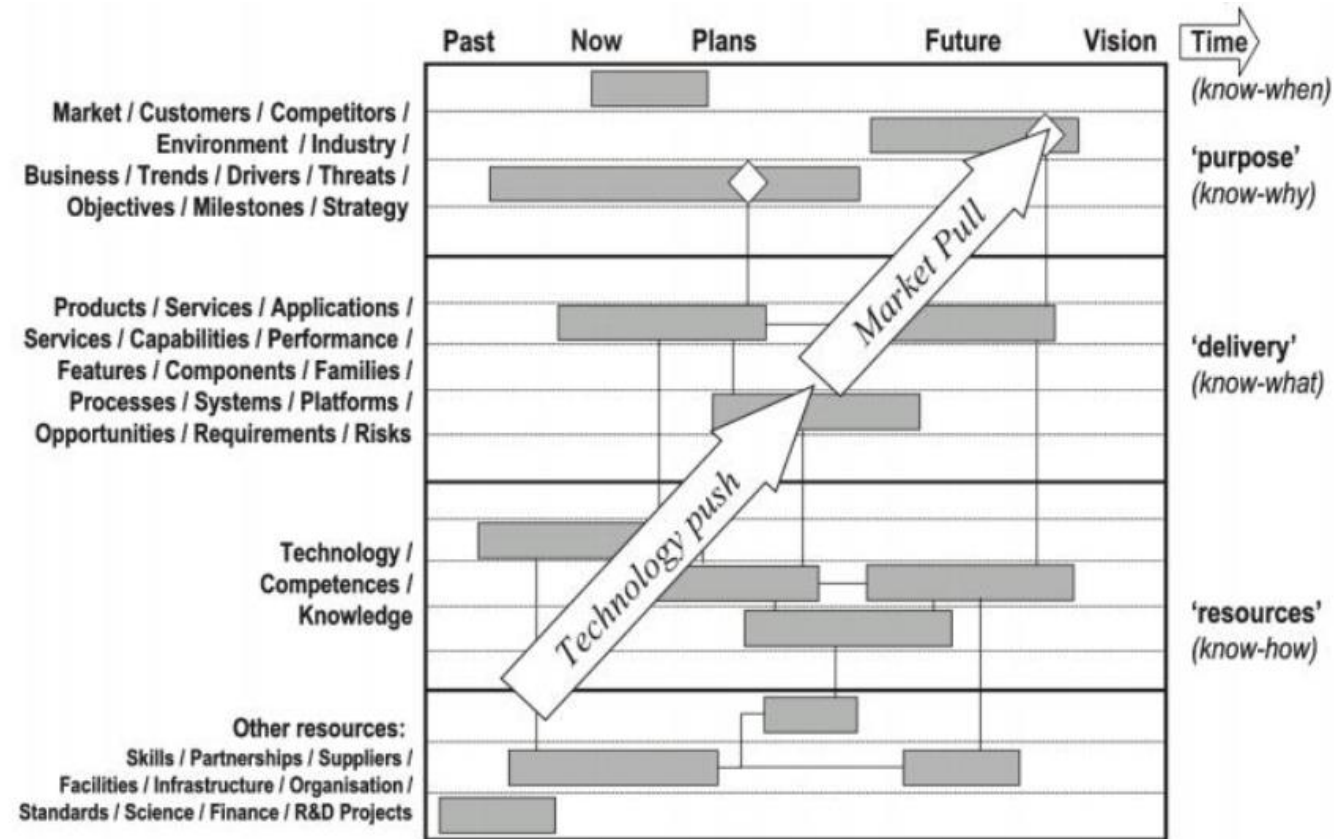 Past Now Plans Future Vision Time
(know-when)
Market / Customers / Competitors /
Environment / Industry /
Business / Trends / Drivers / Threats /
Objectives / Milestones / Strategy
'purpose'
(know-why)
Market Pull
Products / Services / Applications /
Services / Capabilities / Performance /
Features / Components / Families /
Processes / Systems / Platforms /
Opportunities / Requirements / Risks
'delivery'
(know-what)
Technology push
Technology /
Competences /
Knowledge
'resources'
(know-how)
Other resources:
Skills / Partnerships / Suppliers /
Facilities / Infrastructure / Organisation /
Standards / Science / Finance / R&D Projects